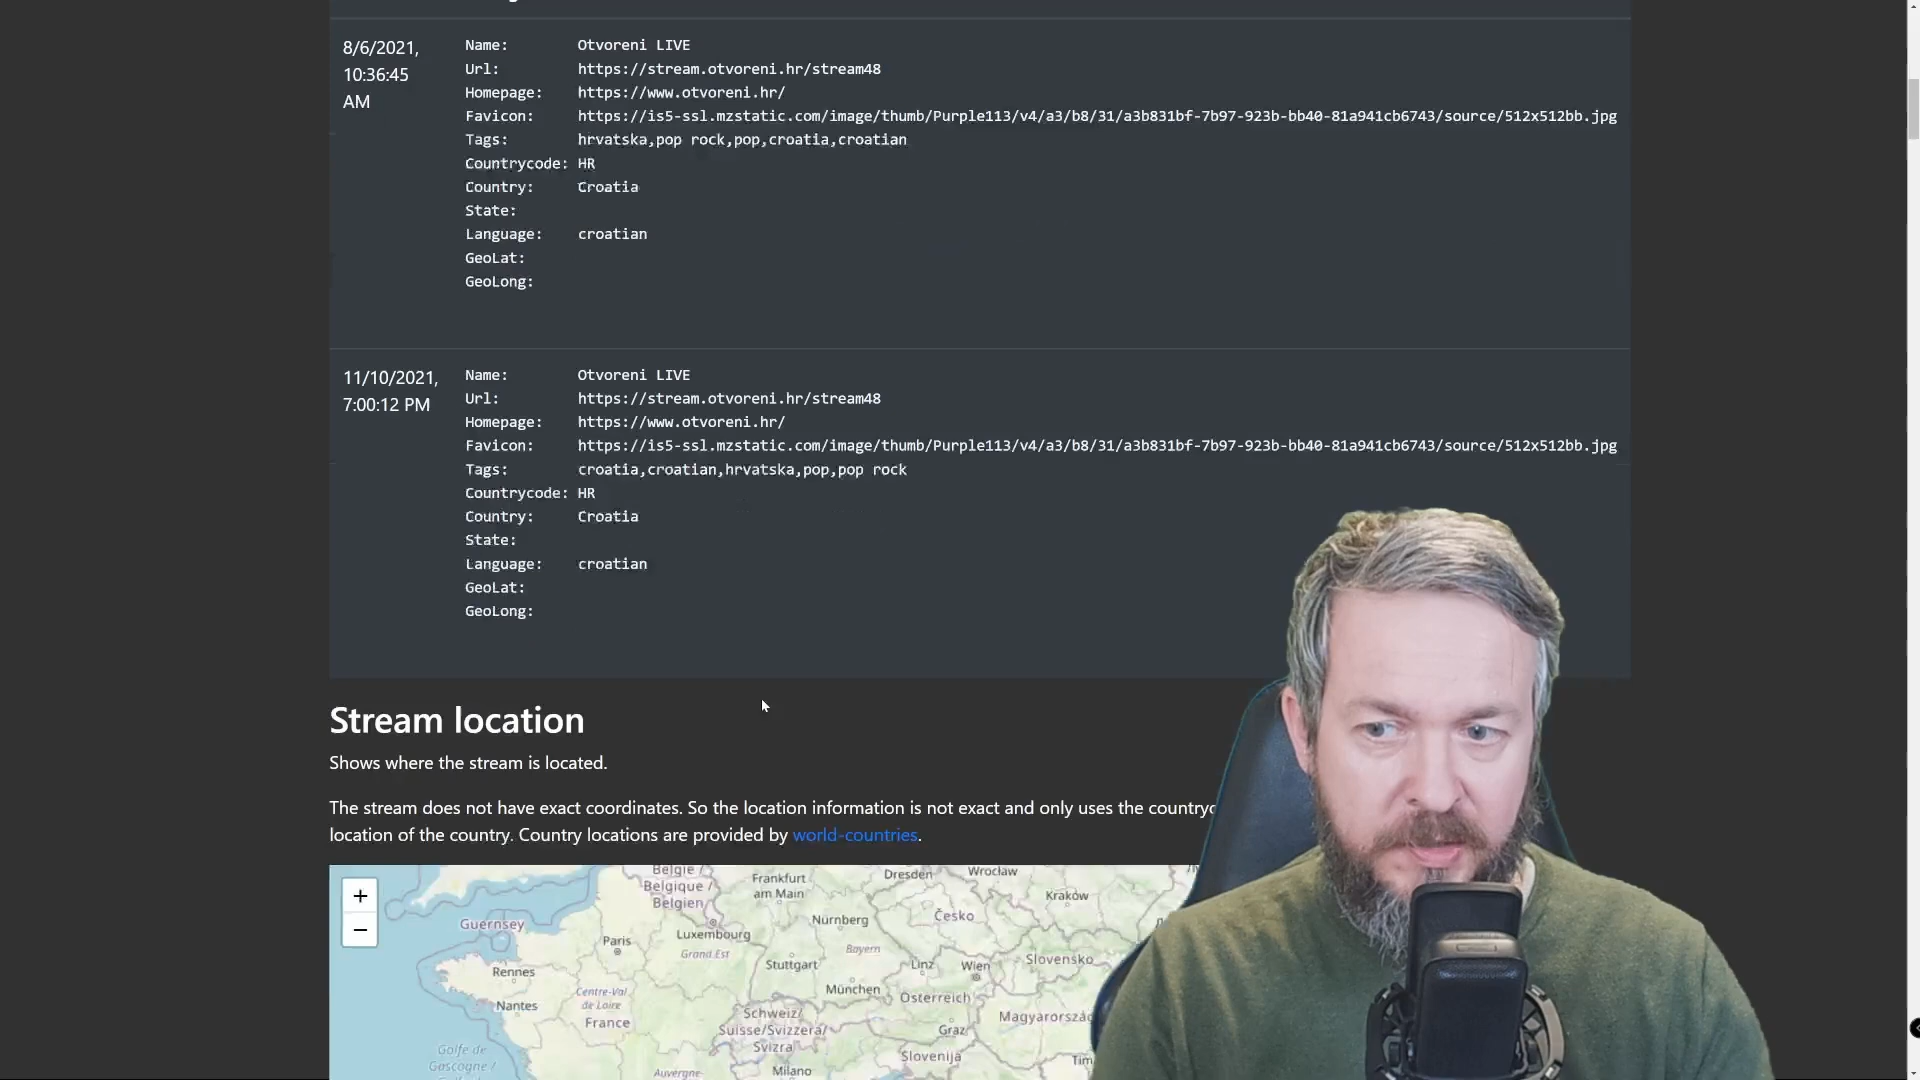 8/6/2021,
10:36:45
AM
Name: Otvoreni LIVE
Url: https://stream.otvoreni.hr/stream48
Homepage: https://www.otvoreni.hr/
Favicon: https://is5-ssl.mzstatic.com/image/thumb/Purple113/v4/a3/b8/31/a3b831bf-7b97-923b-bb40-81a941cb6743/source/512x512bb.jpg
Tags: hrvatska,pop rock,pop,croatia,croatian
Countrycode: HR
Country: Croatia
State:
Language: croatian
GeoLat:
GeoLong:
11/10/2021,
7:00:12 PM
Name: Otvoreni LIVE
Url: https://stream.otvoreni.hr/stream48
Homepage: https://www.otvoreni.hr/
Favicon: https://is5-ssl.mzstatic.com/image/thumb/Purple113/v4/a3/b8/31/a3b831bf-7b97-923b-bb40-81a941cb6743/source/512x512bb.jpg
Tags: croatia,croatian,hrvatska,pop,pop rock
Countrycode: HR
Country: Croatia
State:
Language: croatian
GeoLat:
GeoLong:
Stream location
Shows where the stream is located.
The stream does not have exact coordinates. So the location information is not exact and only uses the
location of the country. Country locations are provided by world-countries.
+
−
België /
Belgique /
Belgien
Frankfurt
am Main
Dresden
Wrocław
Kraków
Guernsey
Nürnberg
Česko
Paris
Luxembourg
Grand Est
Bayern
Rennes
Stuttgart
Linz
Wien
Slovensko
Nantes
Centre-Val
de Loire
München
Österreich
France
Schweiz/
Suisse/Svizzera/
Svizra
Graz
Magyarország
Golfe de
Gascogne /
Slovenija
Milano